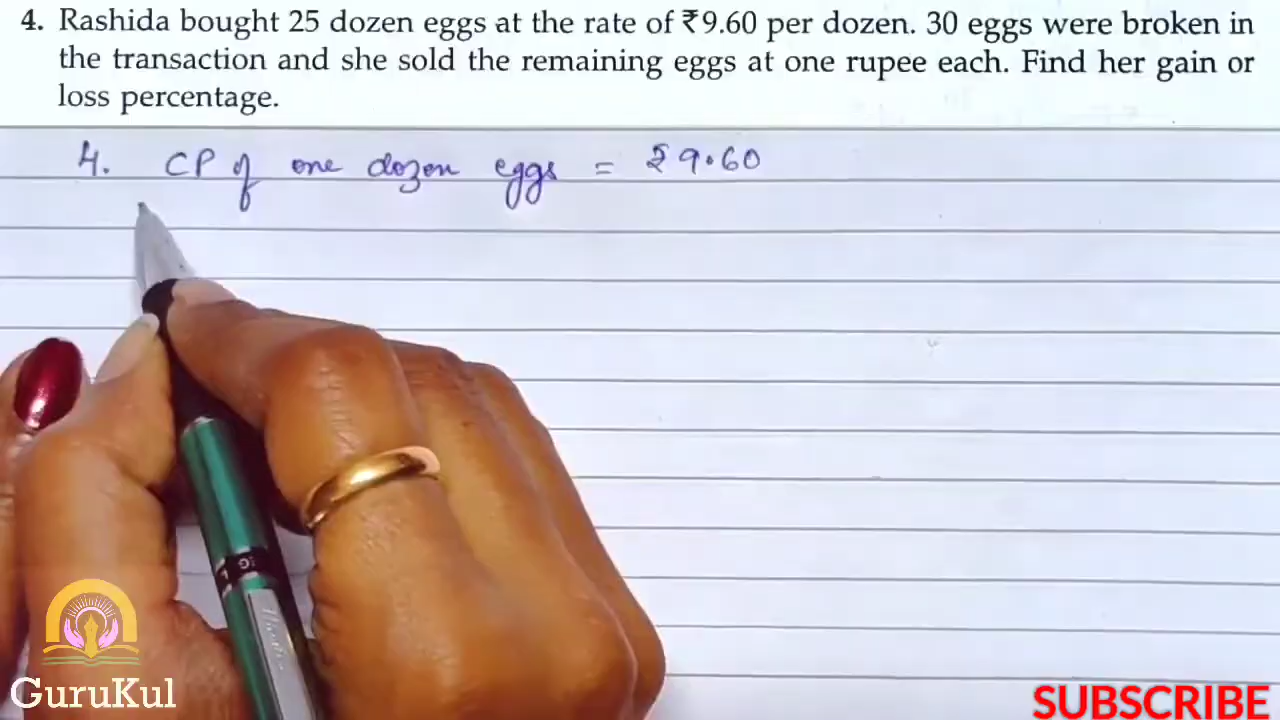 4. Rashida bought 25 dozen eggs at the rate of ₹9.60 per dozen. 30 eggs were broken in
the transaction and she sold the remaining eggs at one rupee each. Find her gain or
loss percentage.
4. CP of one dozen eggs = ₹9.60
GuruKul
SUBSCRIBE